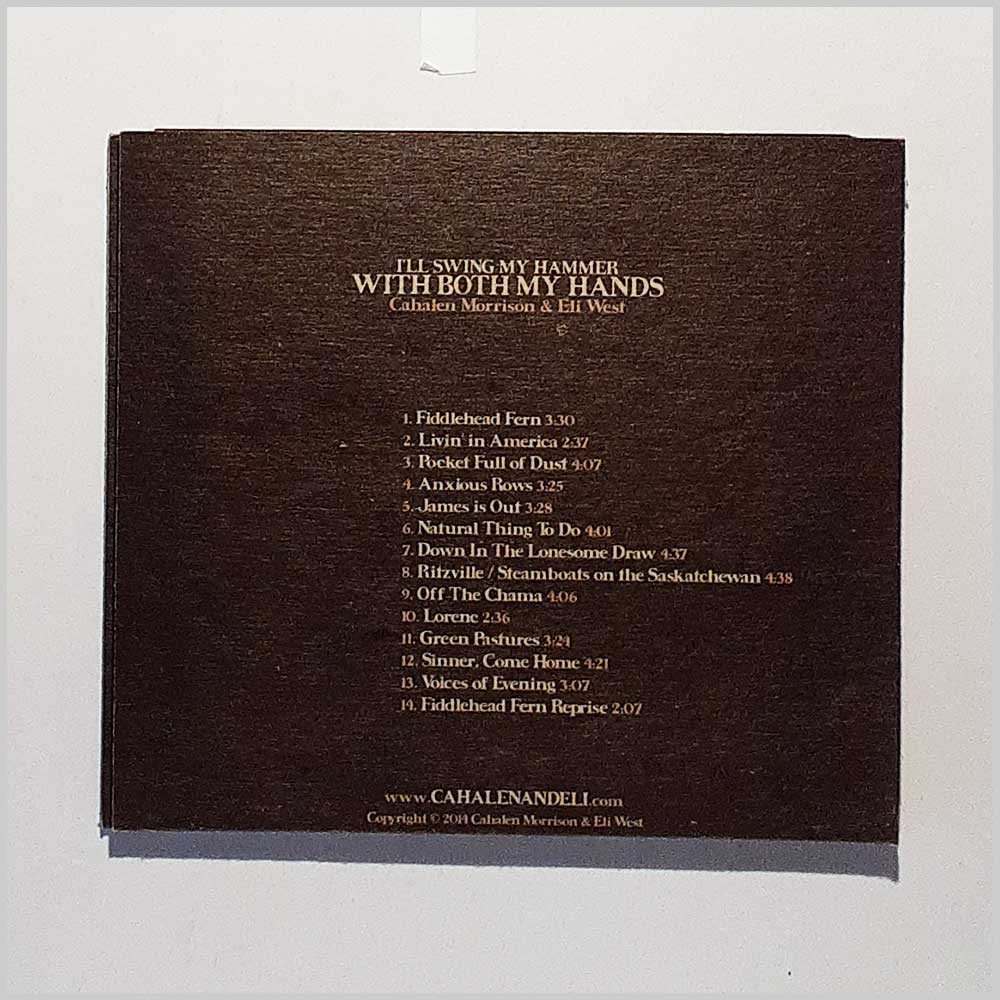 I'LL SWING MY HAMMER
WITH BOTH MY HANDS
Cahalen Morrison & Eli West
1. Fiddlehead Fern 3:30
2. Livin' in America 2:37
3. Pocket Full of Dust 4:07
4. Anxious Rows 3:25
5. James is Out 3:28
6. Natural Thing To Do 4:01
7. Down In The Lonesome Draw 4:37
8. Ritzville / Steamboats on the Saskatchewan 4:38
9. Off The Chama 4:06
10. Lorene 2:36
11. Green Pastures 3:24
12. Sinner, Come Home 4:21
13. Voices of Evening 3:07
14. Fiddlehead Fern Reprise 2:07
www.CAHALENANDELI.com
Copyright © 2014 Cahalen Morrison & Eli West